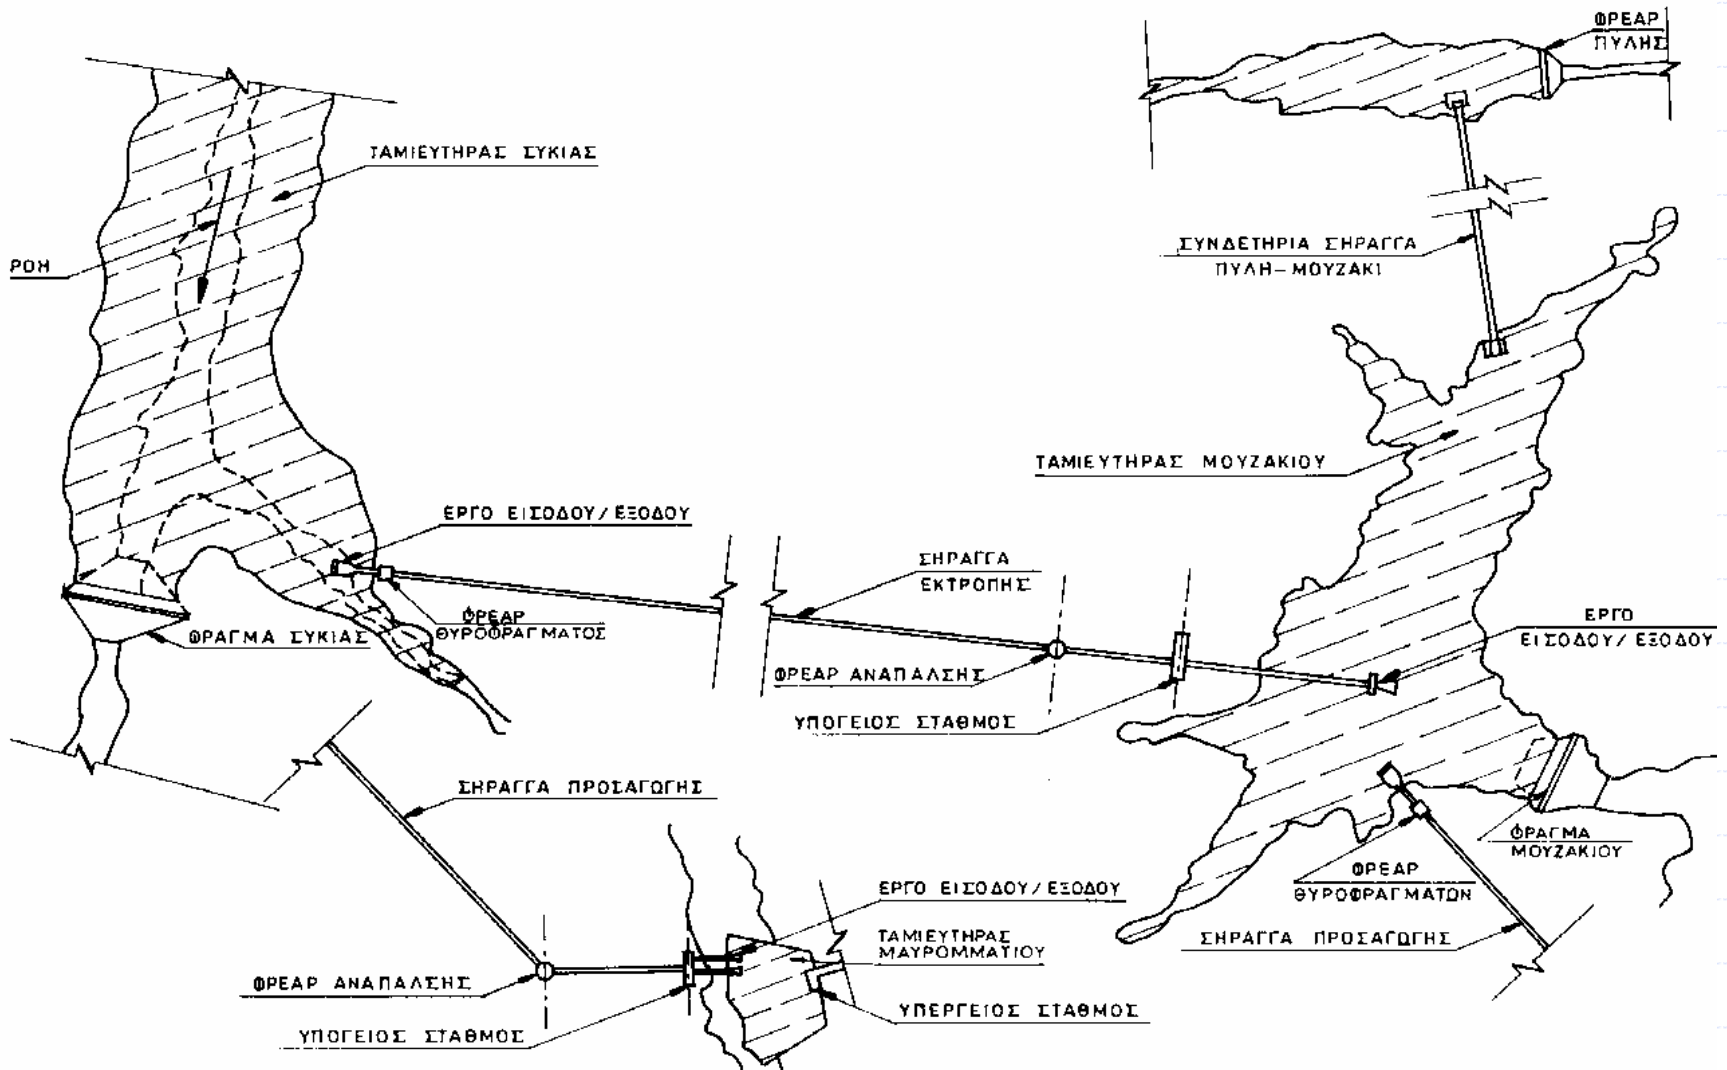 ΦΡΕΑΡ
ΠΥΛΗΣ
ΤΑΜΙΕΥΤΗΡΑΣ ΣΥΚΙΑΣ
ΡΟΗ
ΣΥΝΔΕΤΗΡΙΑ ΣΗΡΑΓΓΑ
ΠΥΛΗ-ΜΟΥΖΑΚΙ
ΤΑΜΙΕΥΤΗΡΑΣ ΜΟΥΖΑΚΙΟΥ
ΕΡΓΟ ΕΙΣΟΔΟΥ/ΕΞΟΔΟΥ
ΣΗΡΑΓΓΑ
ΕΚΤΡΟΠΗΣ
ΦΡΕΑΡ
ΘΥΡΟΦΡΑΓΜΑΤΟΣ
ΦΡΑΓΜΑ ΣΥΚΙΑΣ
ΕΡΓΟ
ΕΙΣΟΔΟΥ/ΕΞΟΔΟΥ
ΦΡΕΑΡ ΑΝΑΠΑΛΣΗΣ
ΥΠΟΓΕΙΟΣ ΣΤΑΘΜΟΣ
ΣΗΡΑΓΓΑ ΠΡΟΣΑΓΩΓΗΣ
ΦΡΑΓΜΑ
ΜΟΥΖΑΚΙΟΥ
ΦΡΕΑΡ
ΘΥΡΟΦΡΑΓΜΑΤΩΝ
ΕΡΓΟ ΕΙΣΟΔΟΥ/ΕΞΟΔΟΥ
ΤΑΜΙΕΥΤΗΡΑΣ
ΜΑΥΡΟΜΜΑΤΙΟΥ
ΣΗΡΑΓΓΑ ΠΡΟΣΑΓΩΓΗΣ
ΦΡΕΑΡ ΑΝΑΠΑΛΣΗΣ
ΥΠΕΡΓΕΙΟΣ ΣΤΑΘΜΟΣ
ΥΠΟΓΕΙΟΣ ΣΤΑΘΜΟΣ